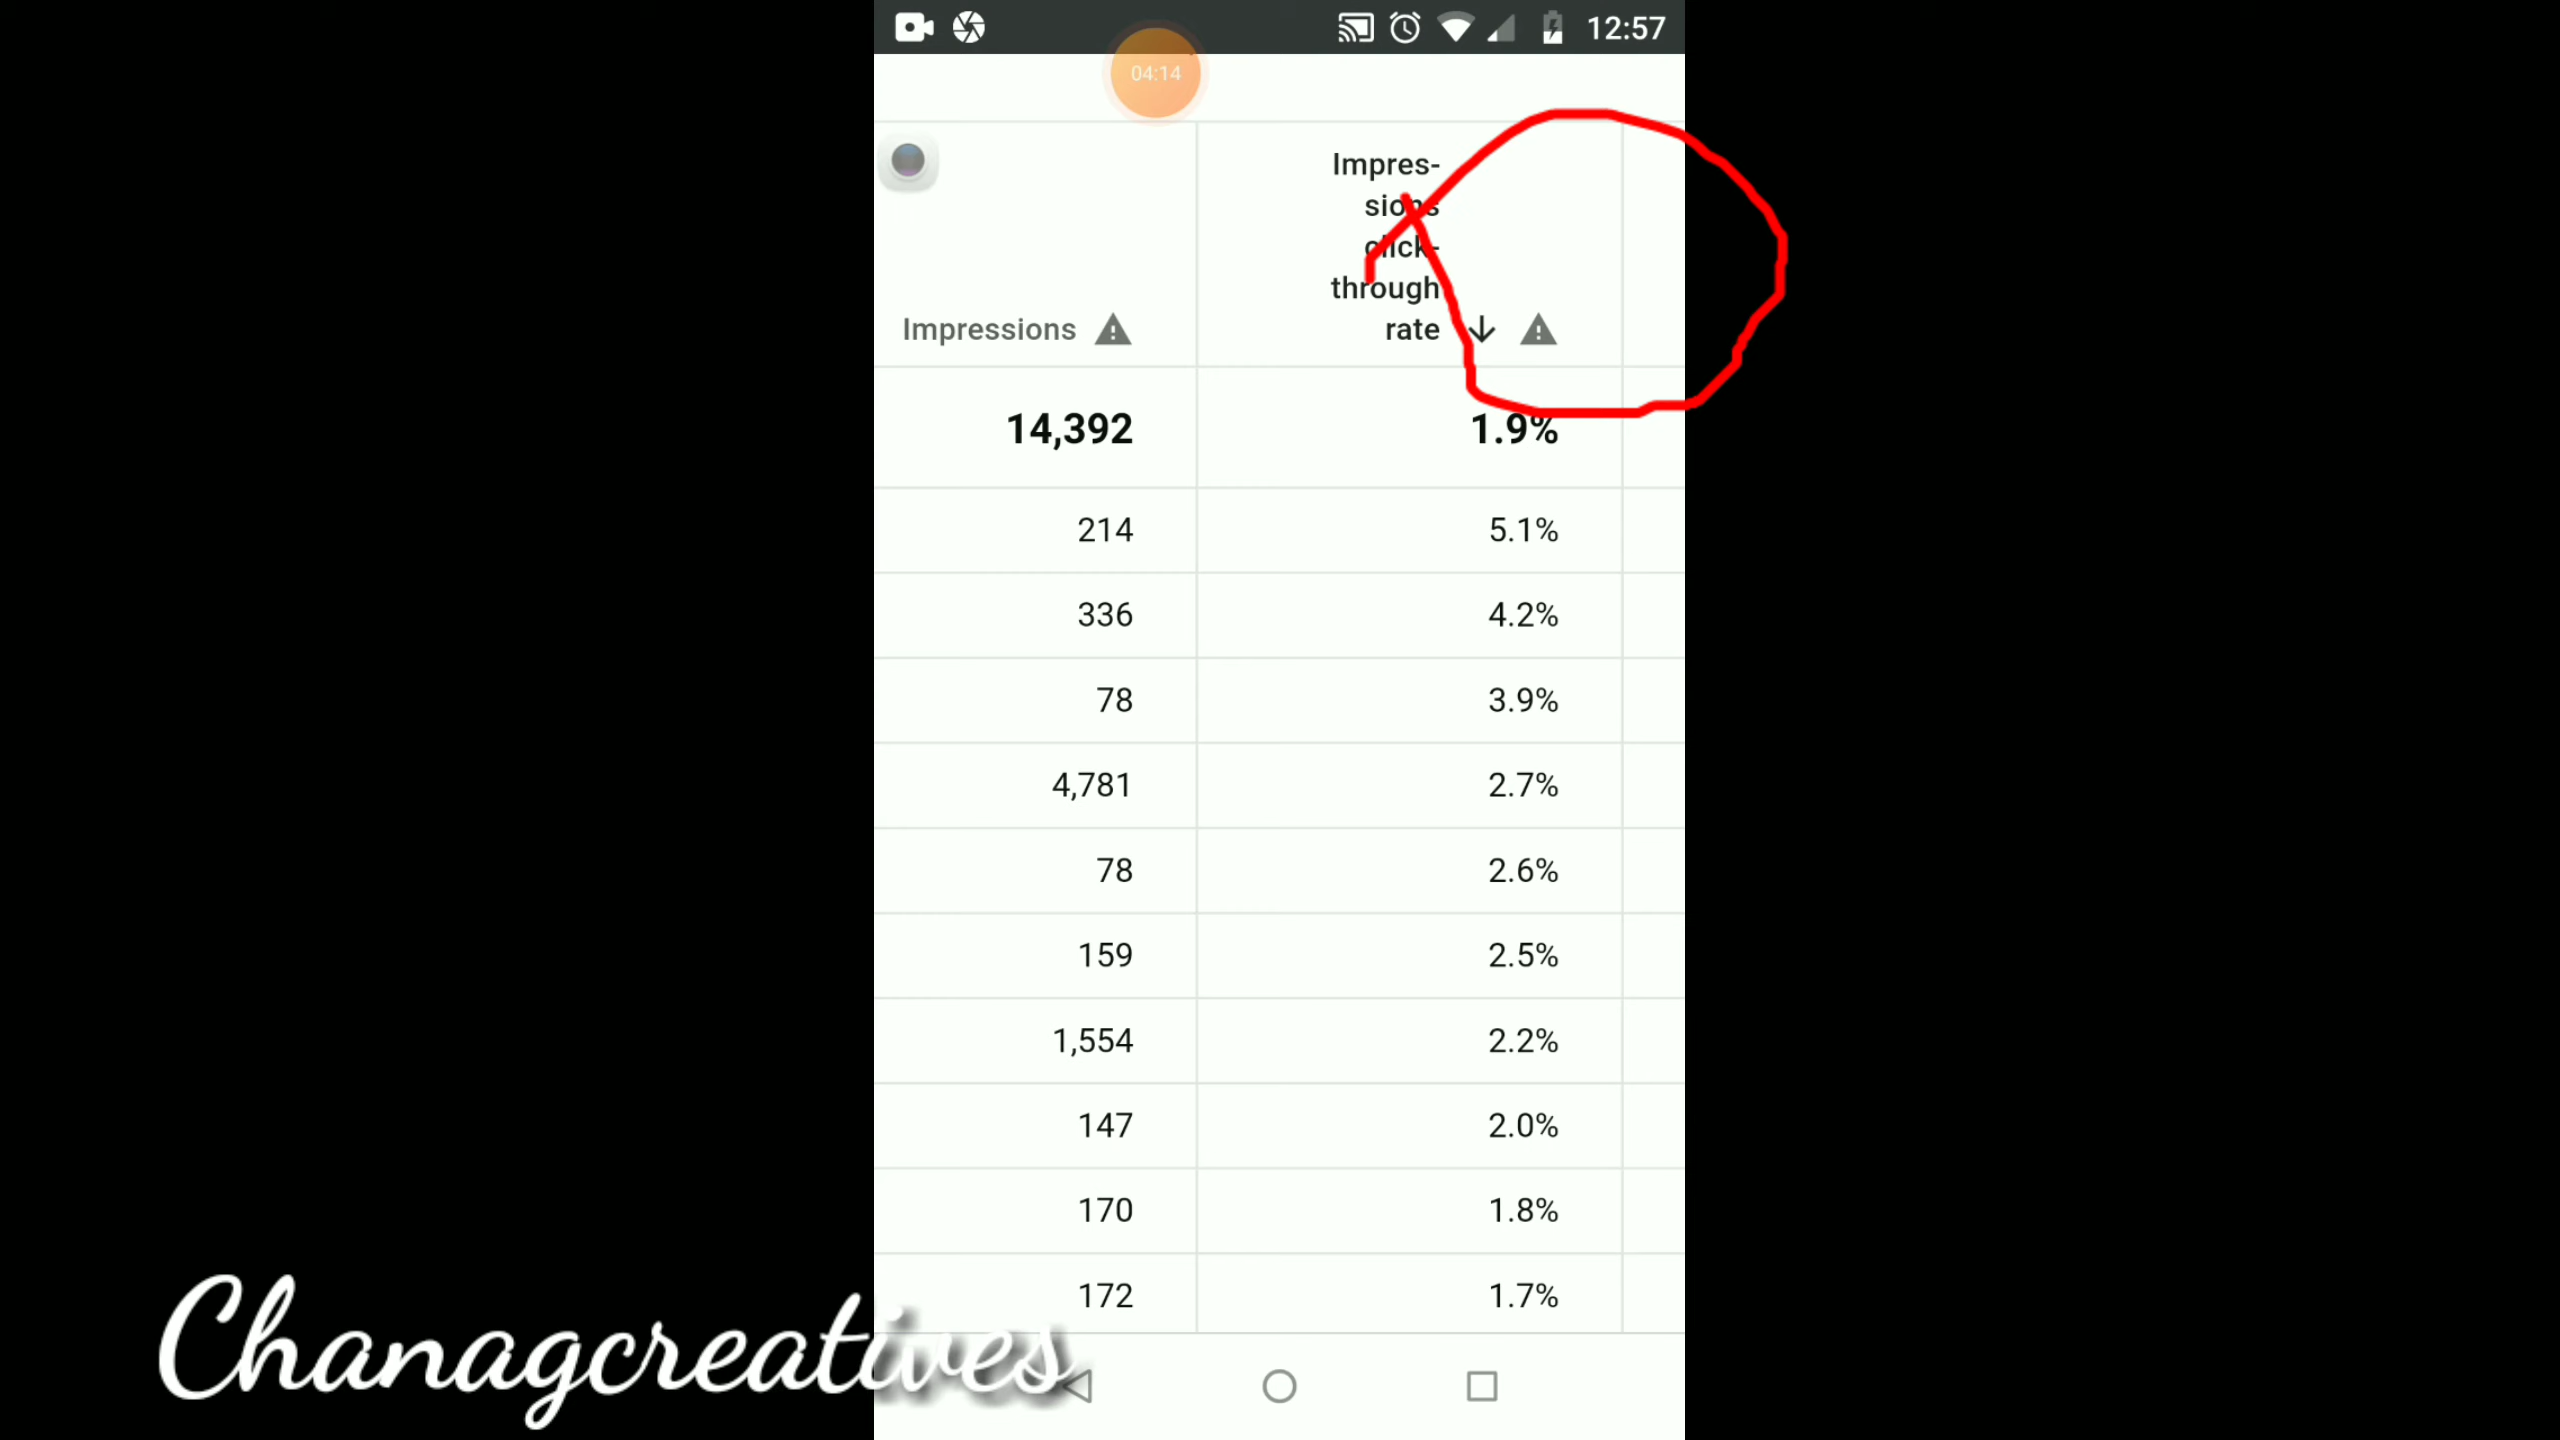 12:57
04:14
Impres-
sions
click-
through
Impressions rate
14,392 1.9%
214 5.1%
336 4.2%
78 3.9%
4,781 2.7%
78 2.6%
159 2.5%
1,554 2.2%
147 2.0%
170 1.8%
172 1.7%
Chanagcreatives